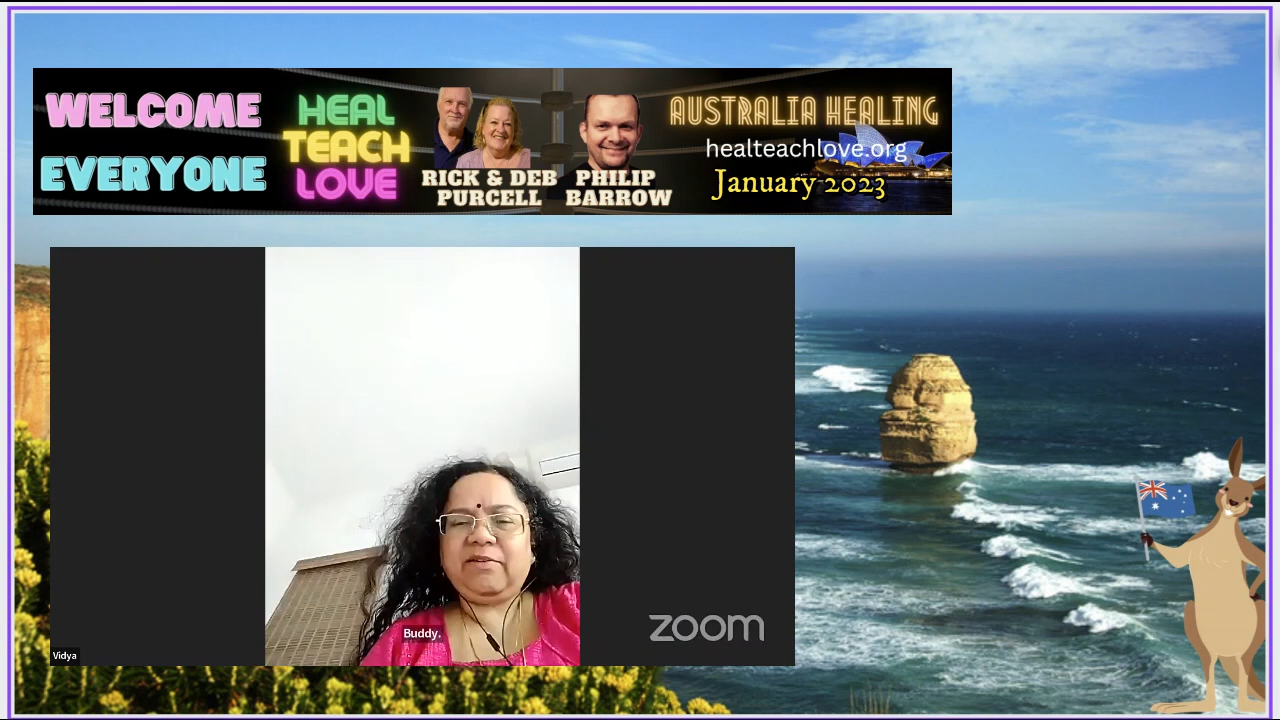 WELCOME
EVERYONE
HEAL
TEACH
LOVE
RICK & DEB
PURCELL
PHILIP
BARROW
AUSTRALIA HEALING
healteachlove.org
January 2023
Buddy.
zoom
Vidya